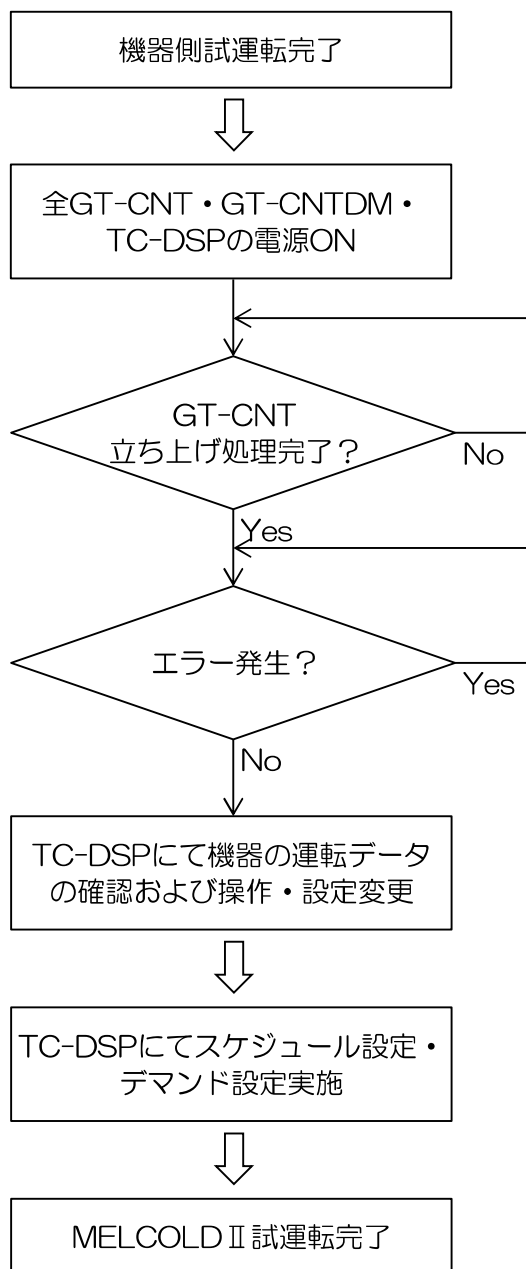 機器側試運転完了
全GT-CNT・GT-CNTDM・
TC-DSPの電源ON
GT-CNT
立ち上げ処理完了？
No
Yes
エラー発生？
Yes
No
TC-DSPにて機器の運転データ
の確認および操作・設定変更
TC-DSPにてスケジュール設定・
デマンド設定実施
MELCOLDⅡ試運転完了